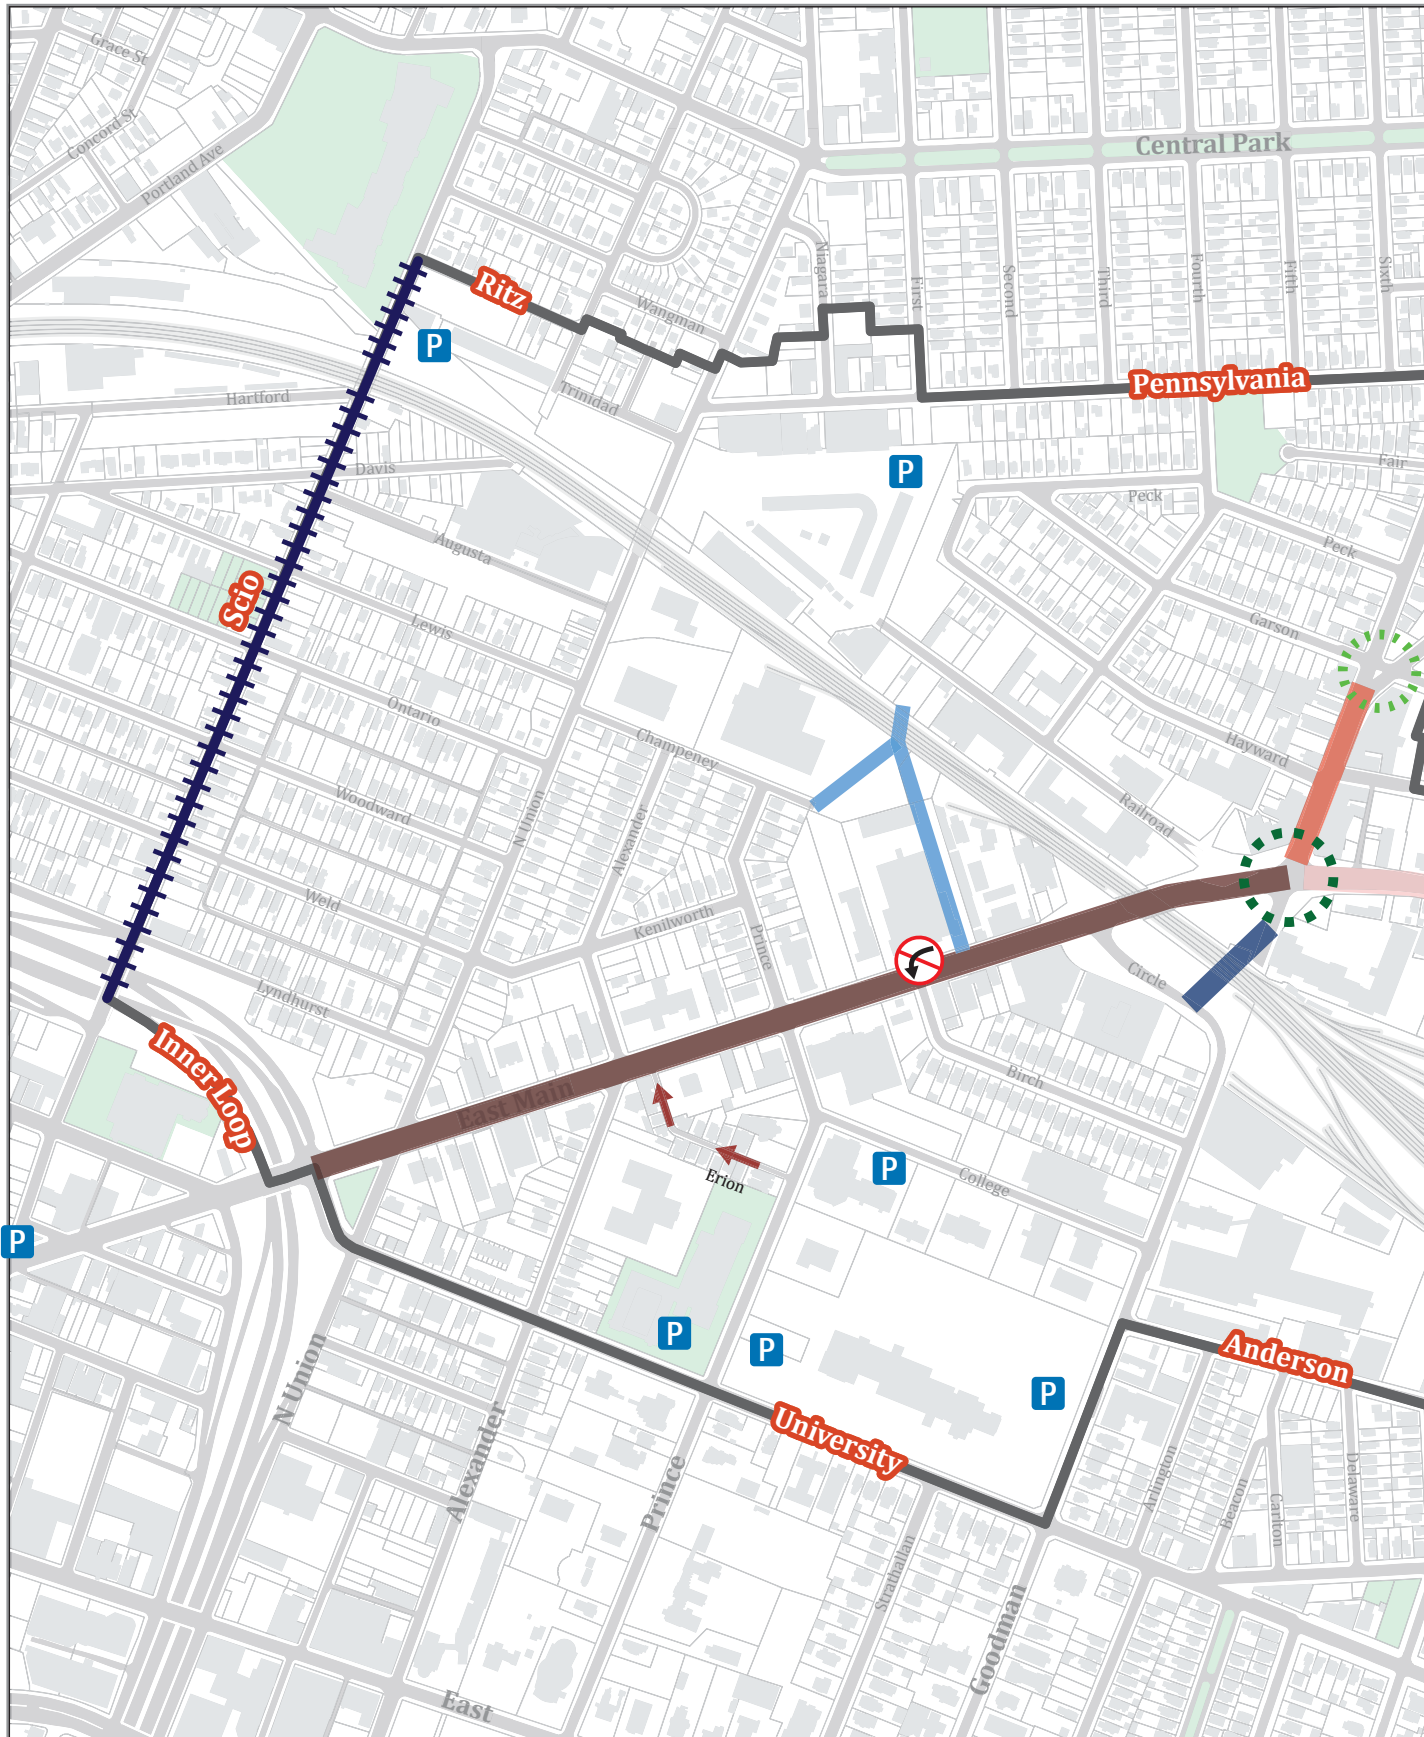 Grace St
Concord St
Portland Ave
Central Park
Niagara
First
Second
Third
Fourth
Fifth
Sixth
Ritz
Wangman
P
Trinidad
Hartford
Pennsylvania
Davis
P
Fair
Peck
Peck
Augusta
Scio
Lewis
Garson
Ontario
Champeney
Hayward
Woodward
N Union
Alexander
Railroad
Weld
Kenilworth
Prince
Lyndhurst
Circle
Inner Loop
East Main
Birch
Erion
P
College
P
P
P
Anderson
N Union
P
University
Alexander
Prince
Arlington
Beacon
Carlton
Delaware
Strathallan
Goodman
East